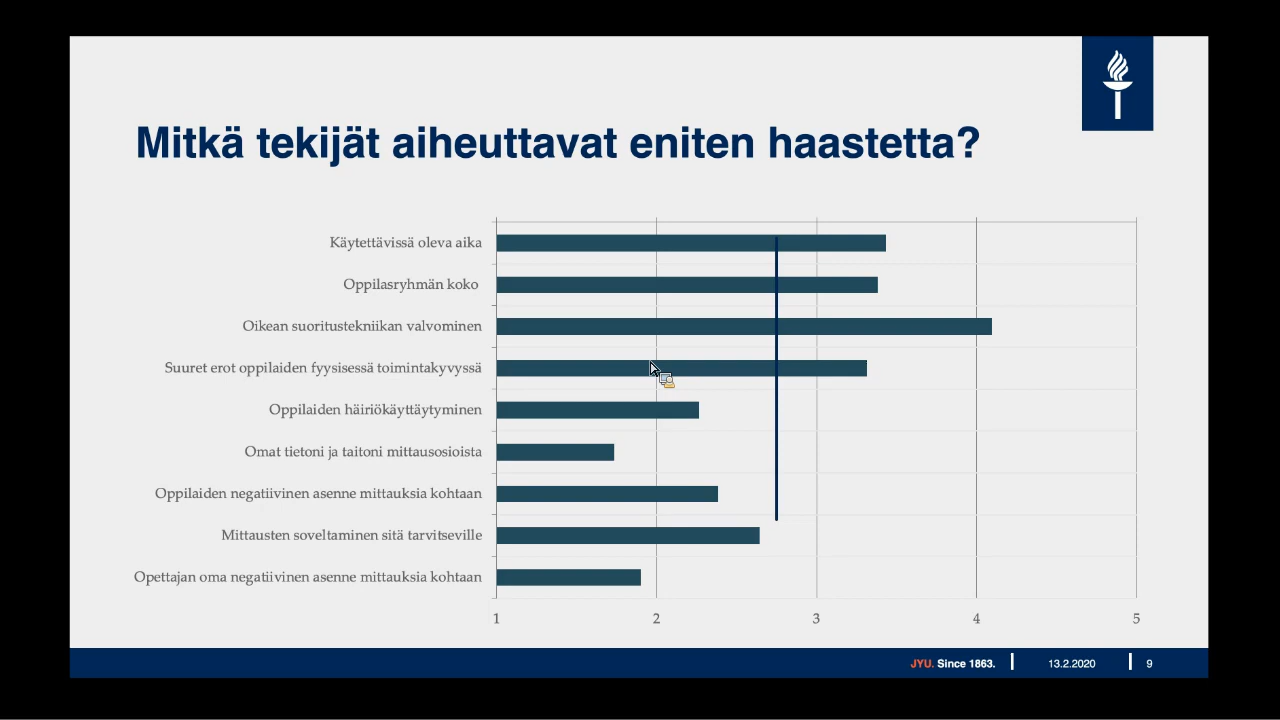 Mitkä tekijät aiheuttavat eniten haastetta?
Käytettävissä oleva aika
Oppilasryhmän koko
Oikean suoritustekniikan valvominen
Suuret erot oppilaiden fyysisessä toimintakyvyssä
Oppilaiden häiriökäyttäytyminen
Omat tietoni ja taitoni mittausosioista
Oppilaiden negatiivinen asenne mittauksia kohtaan
Mittausten soveltaminen sitä tarvitseville
Opettajan oma negatiivinen asenne mittauksia kohtaan
1 2 3 4 5
JYU. Since 1863. 13.2.2020 9